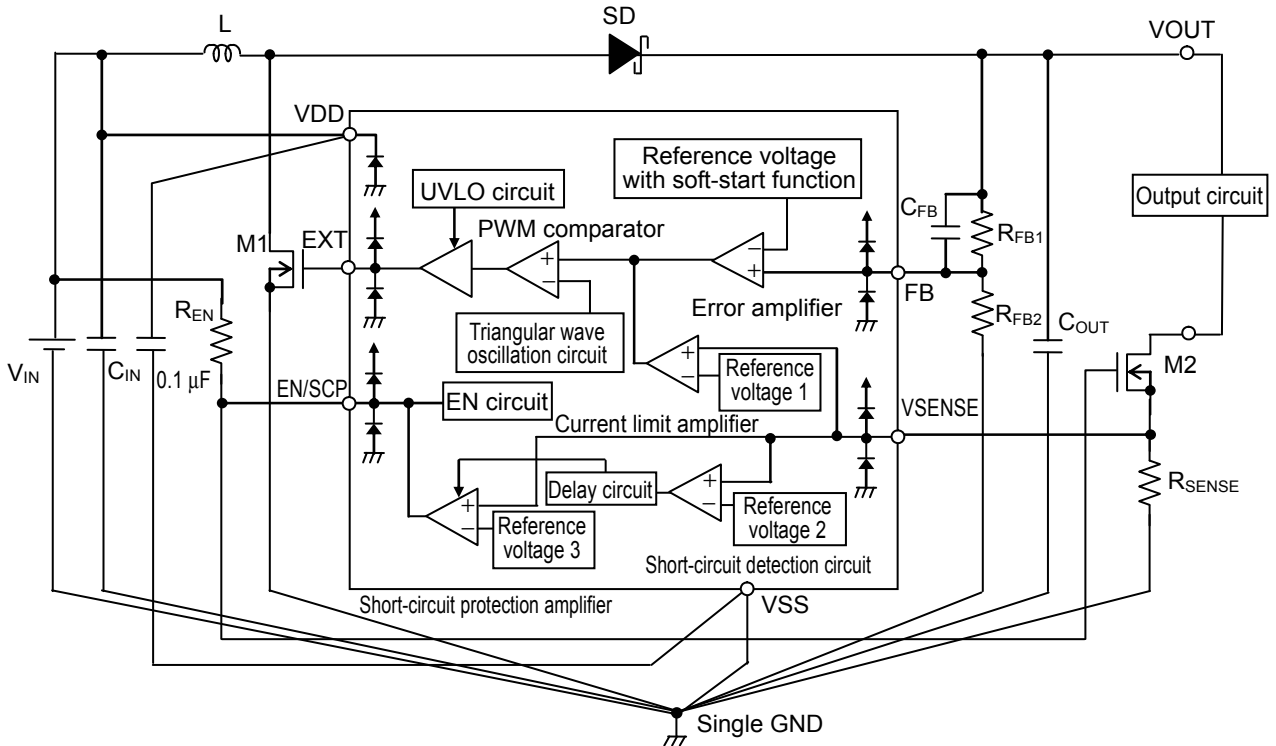 L
SD
VOUT
VDD
Reference voltage
with soft-start function
UVLO circuit
Output circuit
CFB
RFB1
M1
EXT
PWM comparator
−
+
+
−
FB
Error amplifier
RFB2
REN
Triangular wave
oscillation circuit
COUT
M2
VIN
CIN
0.1 µF
+
−
Reference
voltage 1
EN/SCP
EN circuit
VSENSE
Current limit amplifier
+
−
Delay circuit
+
−
Reference
voltage 2
Reference
voltage 3
RSENSE
Short-circuit detection circuit
Short-circuit protection amplifier
VSS
Single GND